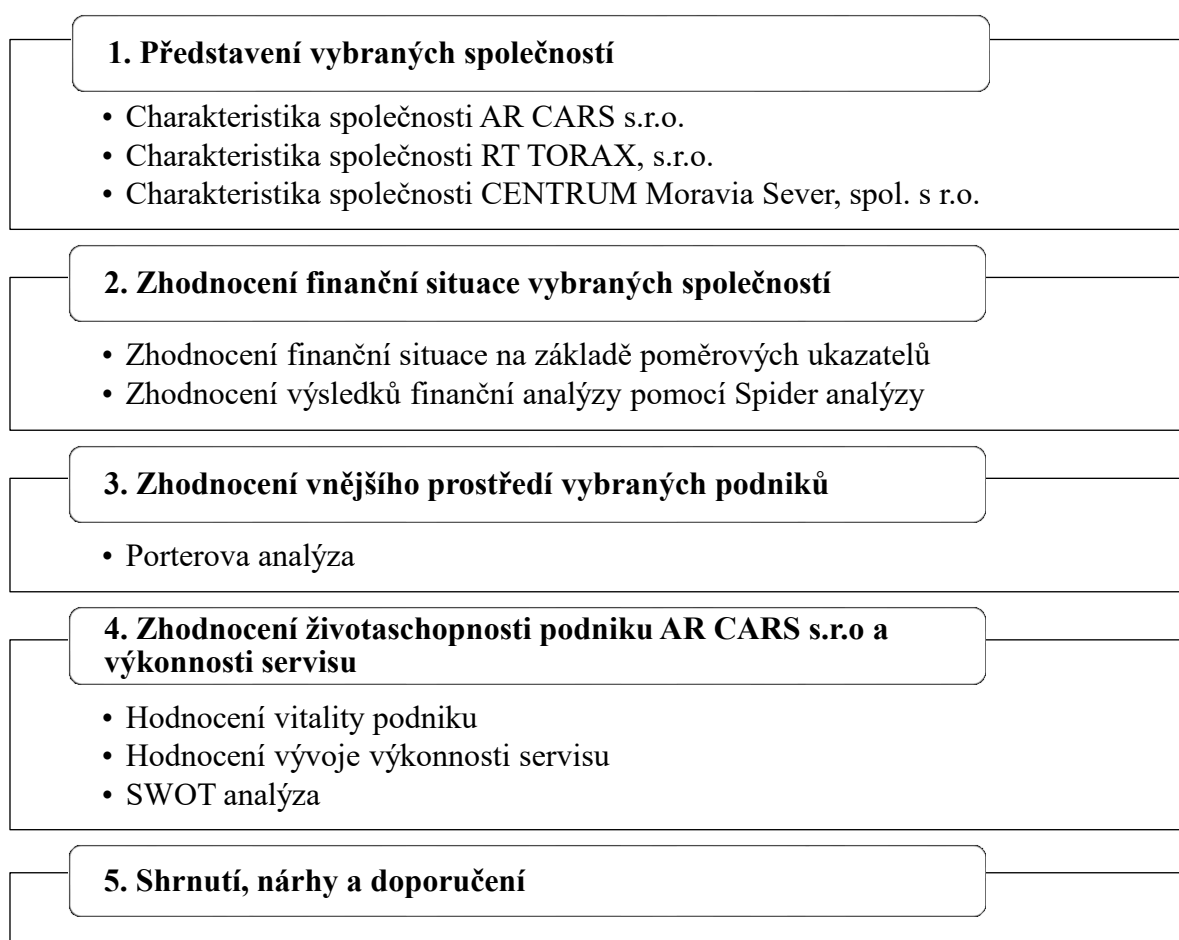 1. Představení vybraných společností
• Charakteristika společnosti AR CARS s.r.o.
• Charakteristika společnosti RT TORAX, s.r.o.
• Charakteristika společnosti CENTRUM Moravia Sever, spol. s r.o.
2. Zhodnocení finanční situace vybraných společností
• Zhodnocení finanční situace na základě poměrových ukazatelů
• Zhodnocení výsledků finanční analýzy pomocí Spider analýzy
3. Zhodnocení vnějšího prostředí vybraných podniků
• Porterova analýza
4. Zhodnocení životaschopnosti podniku AR CARS s.r.o a
výkonnosti servisu
• Hodnocení vitality podniku
• Hodnocení vývoje výkonnosti servisu
• SWOT analýza
5. Shrnutí, nárhy a doporučení